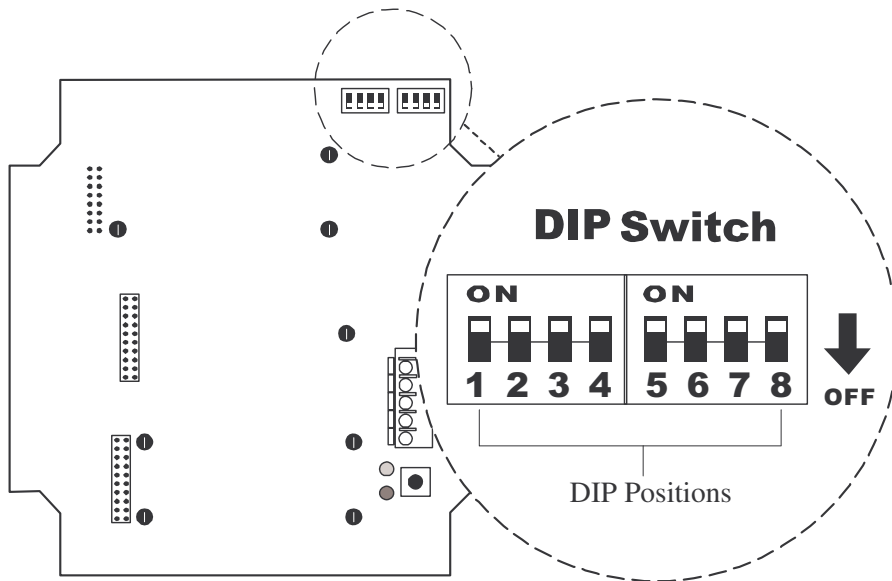 DIP Switch
ON ON
1 2 3 4 5 6 7 8
OFF
DIP Positions